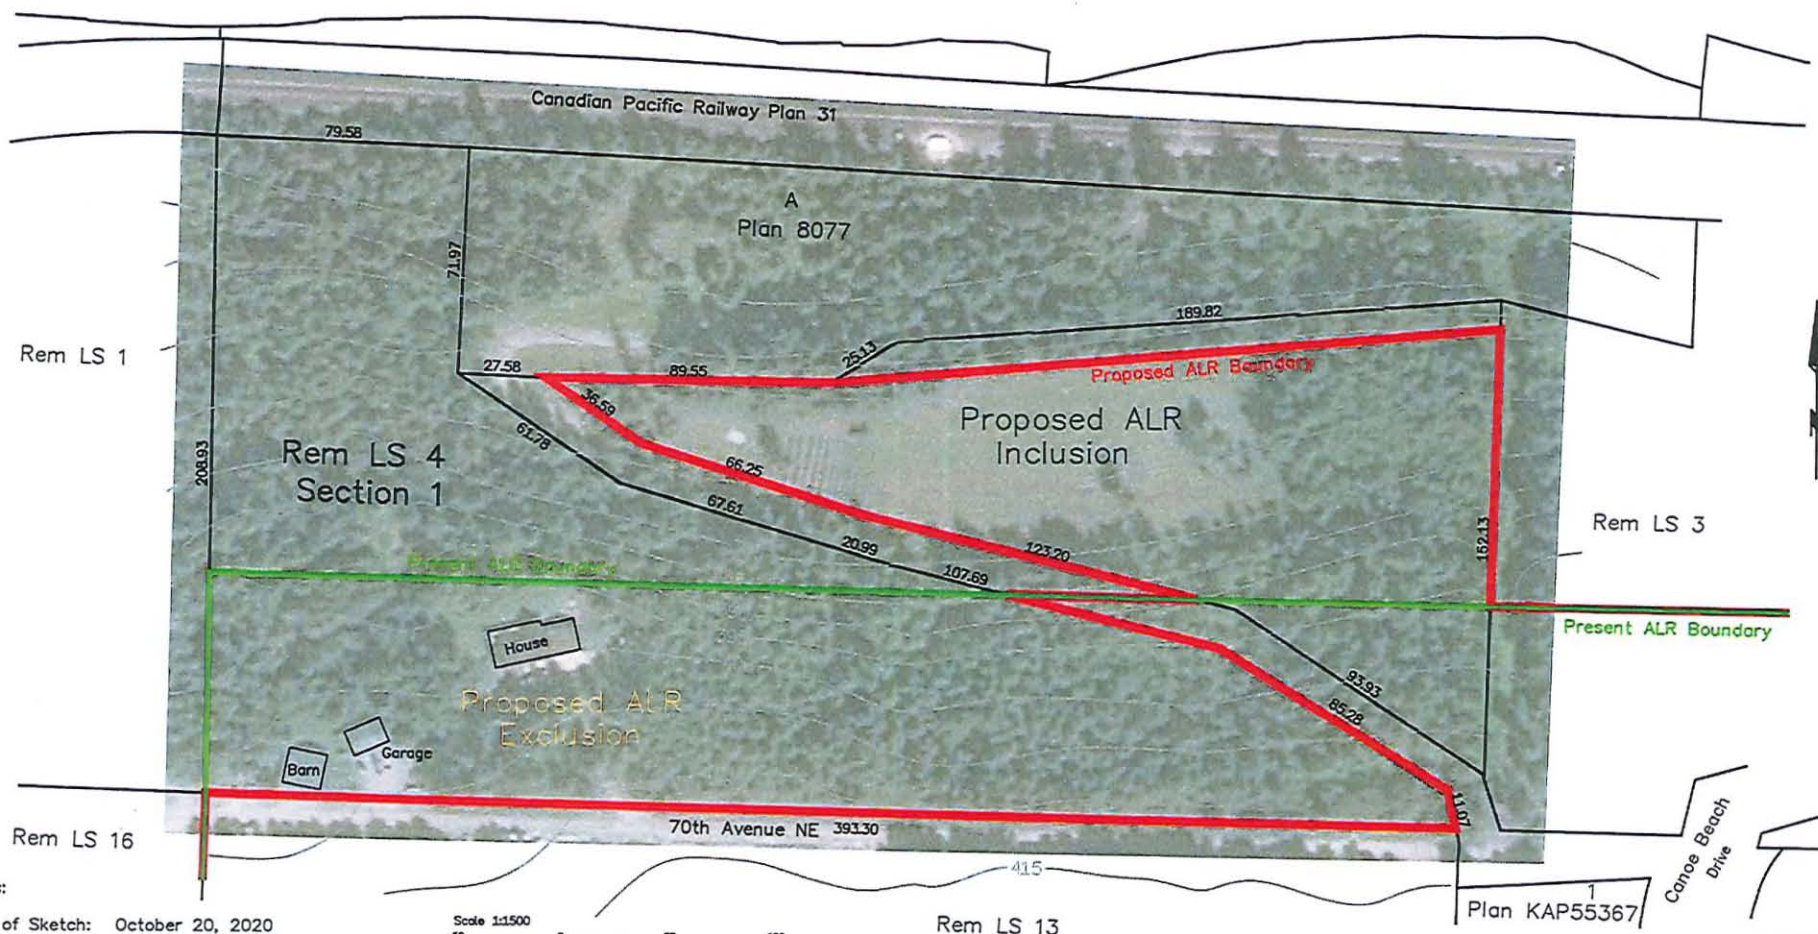 Canadian Pacific Railway Plan 31
79.58
A
Plan 8077
71.97
189.82
25.13
Rem LS 1
27.58
89.55
Proposed ALR Boundary
36.59
Proposed ALR
Inclusion
61.78
208.93
Rem LS 4
Section 1
66.25
67.61
Rem LS 3
152.13
20.99
123.20
107.69
Present ALR Boundary
Present ALR Boundary
House
93.93
85.28
Proposed ALR
Exclusion
Garage
Barn
11.07
70th Avenue NE 393.30
Rem LS 16
415
Canoe Beach
Drive
1
Plan KAP55367
of Sketch: October 20, 2020
Scale 1:1500
Rem LS 13